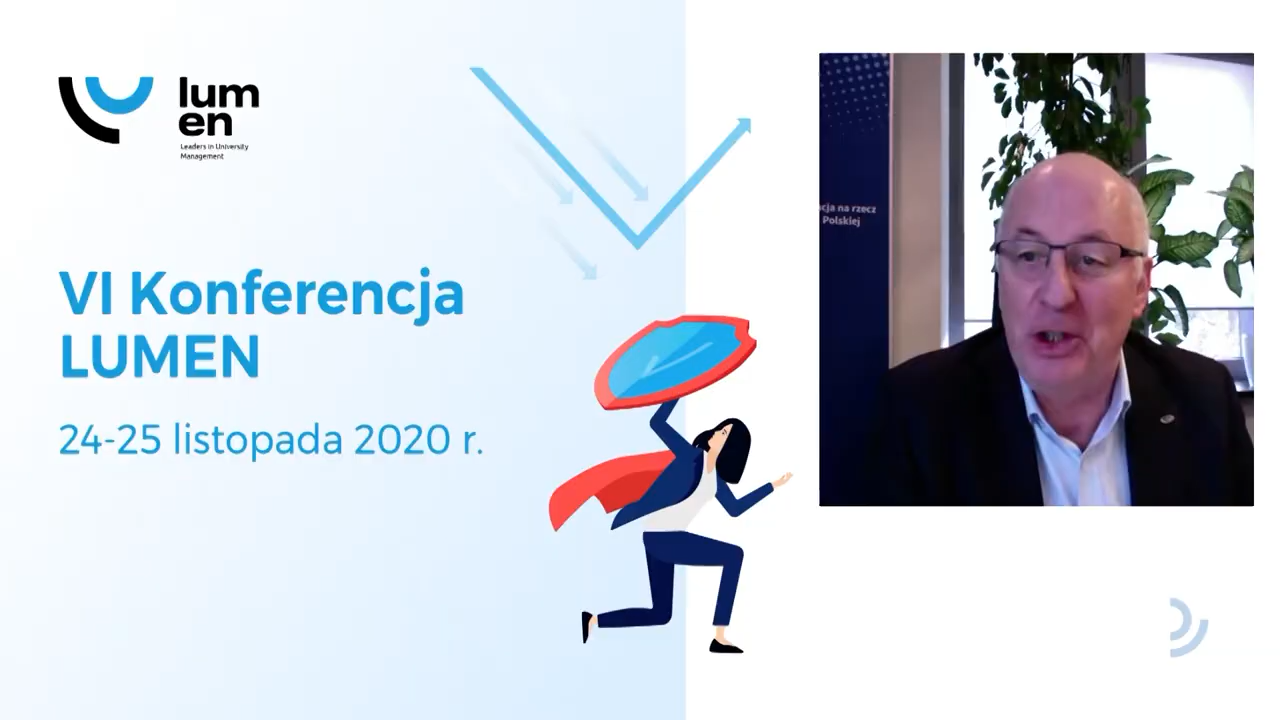 lum
en
Leaders in University
Management
VI Konferencja
LUMEN
24-25 listopada 2020 r.
cja na rzecz
Polskiej